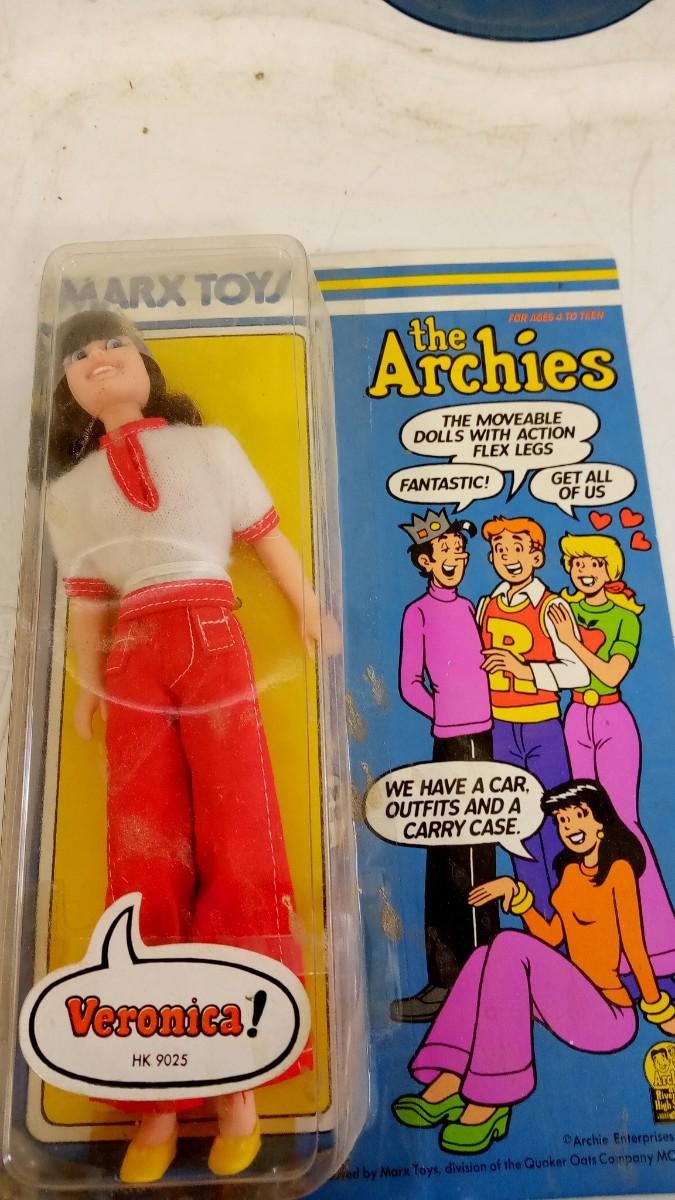 MARX TOYS
FOR AGES 4 TO TEEN
the
Archies
THE MOVEABLE
DOLLS WITH ACTION
FLEX LEGS
FANTASTIC!
GET ALL
OF US
R
WE HAVE A CAR,
OUTFITS AND A
CARRY CASE.
Veronica!
HK 9025
©Archie Enterprises
by Marx Toys, division of the Quaker Oats Company